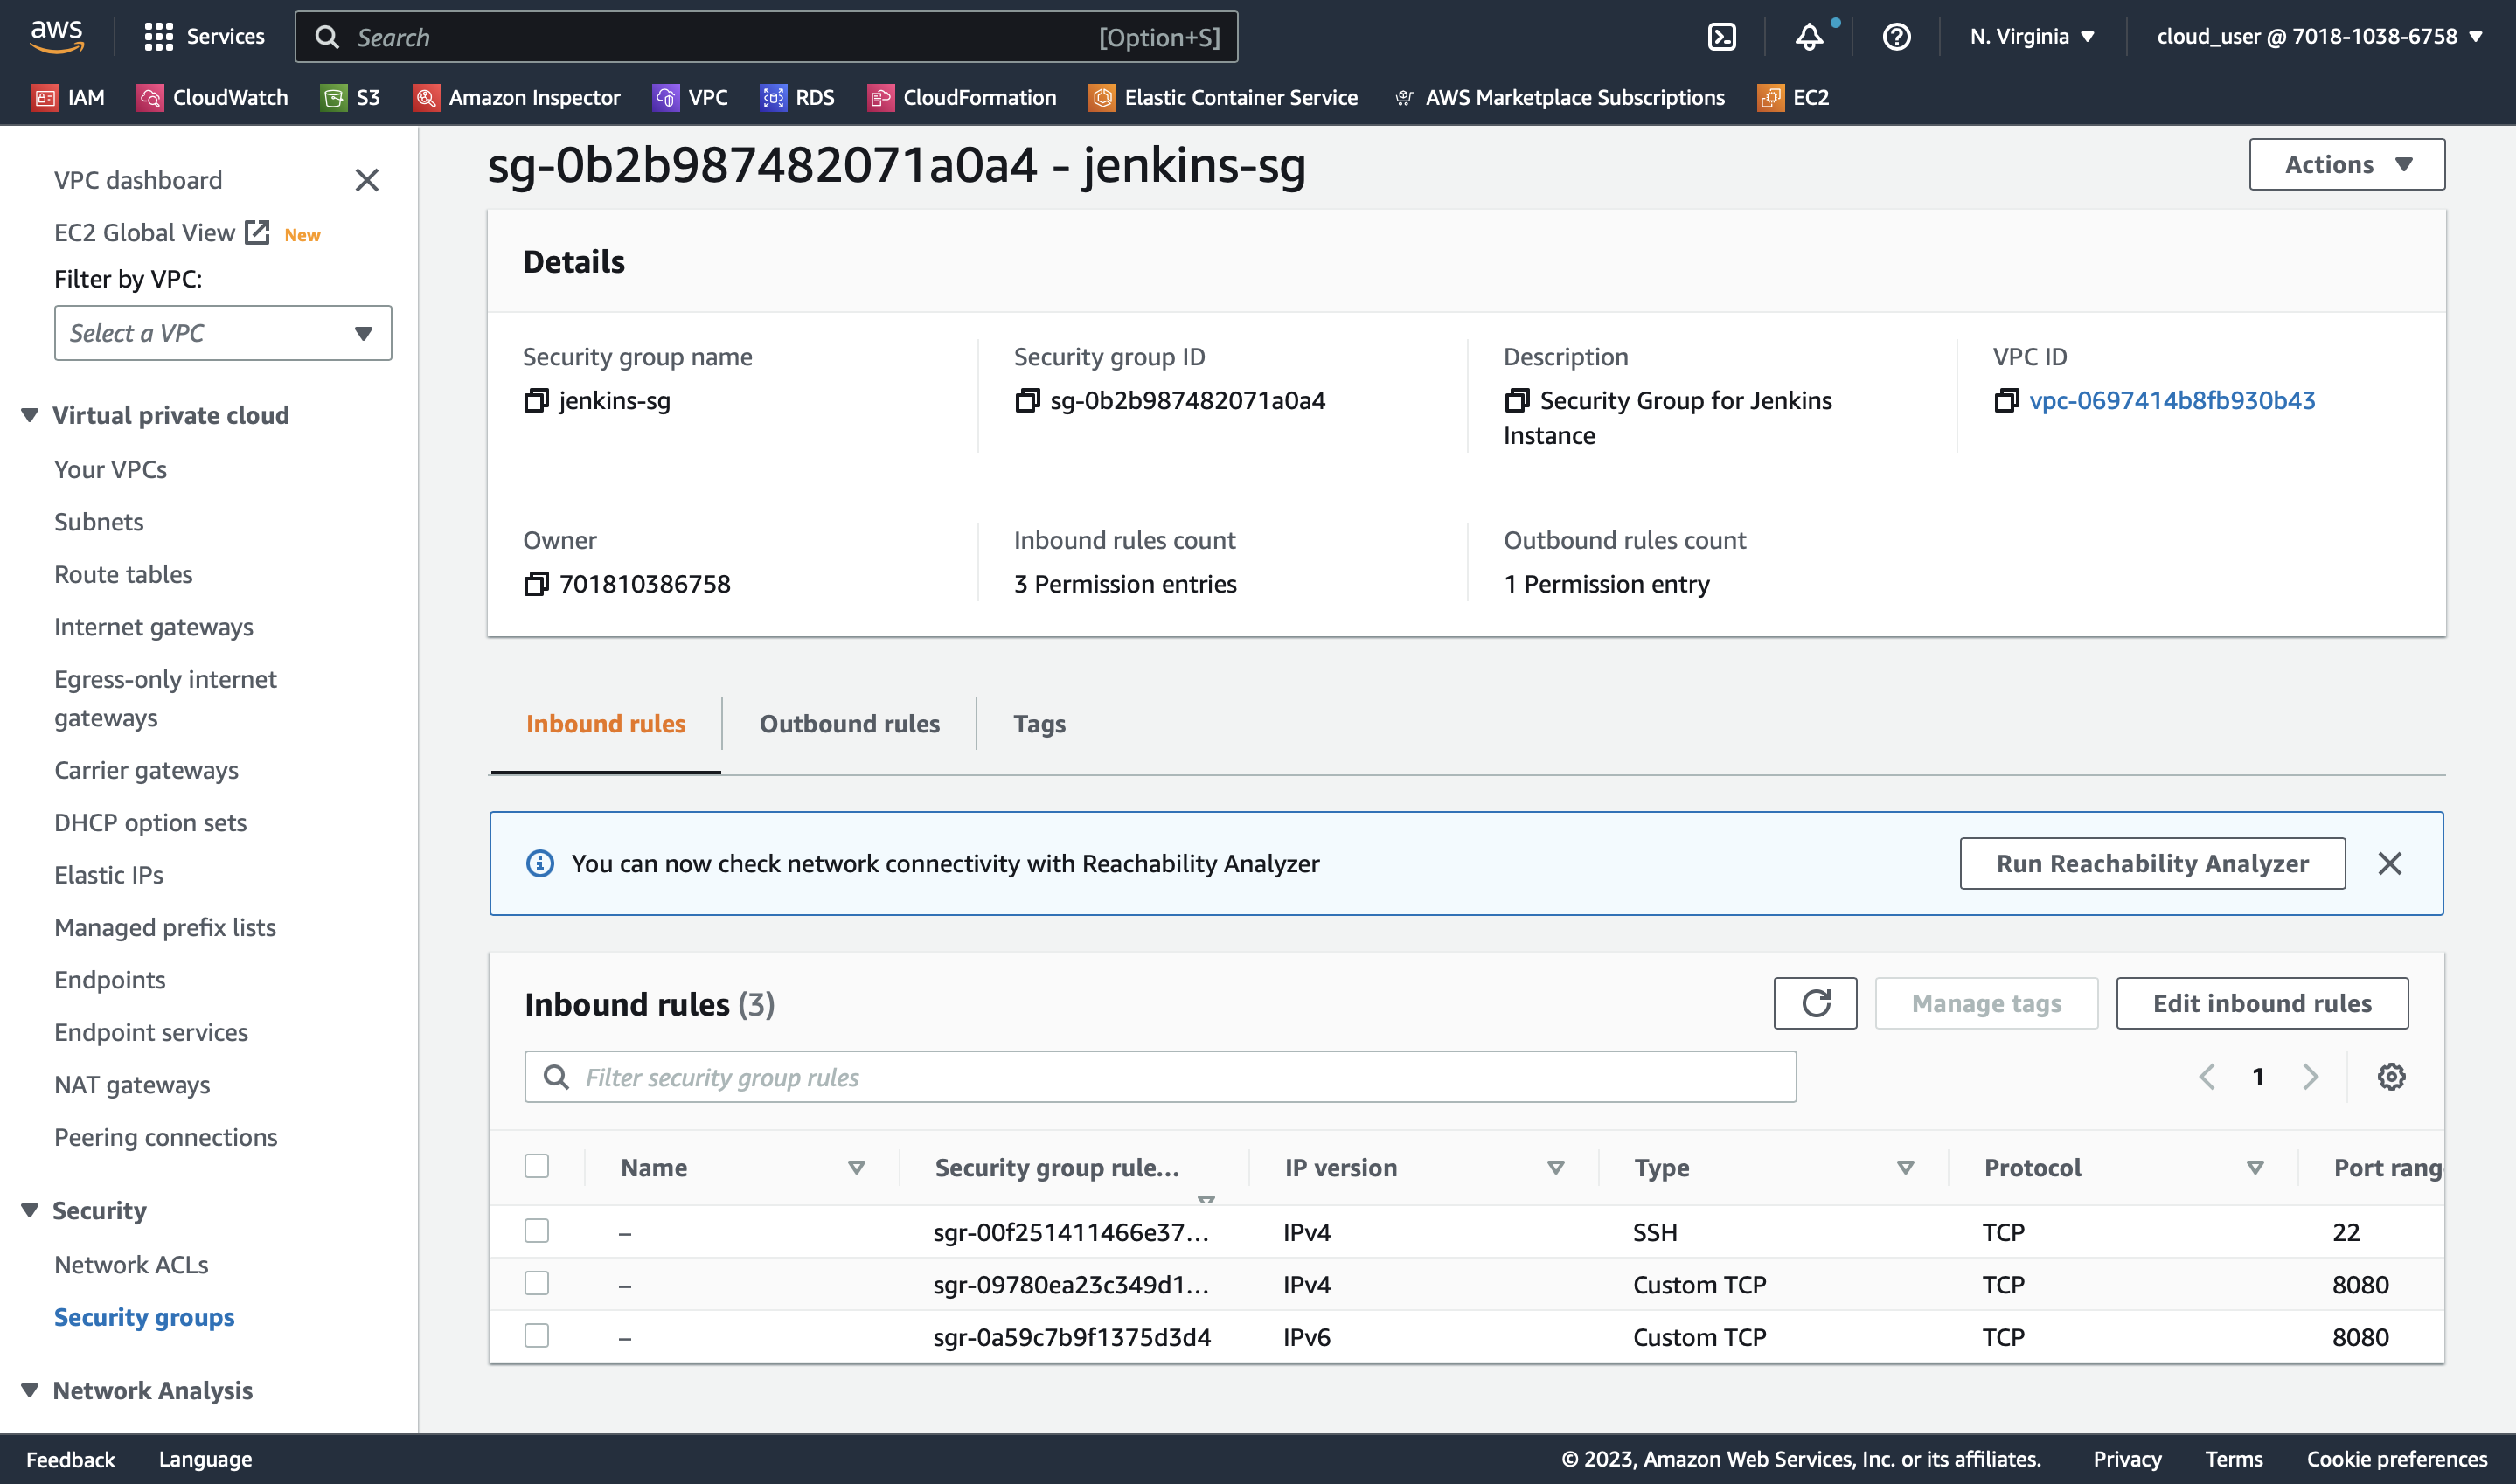 aws Services Search [Option+S] N. Virginia cloud_user @ 7018-1038-6758
IAM CloudWatch S3 Amazon Inspector VPC RDS CloudFormation Elastic Container Service AWS Marketplace Subscriptions EC2
VPC dashboard
EC2 Global View New
Filter by VPC:
Select a VPC
Virtual private cloud
Your VPCs
Subnets
Route tables
Internet gateways
Egress-only internet
gateways
Carrier gateways
DHCP option sets
Elastic IPs
Managed prefix lists
Endpoints
Endpoint services
NAT gateways
Peering connections
Security
Network ACLs
Security groups
Network Analysis
sg-0b2b987482071a0a4 - jenkins-sg
Actions
Details
Security group name
jenkins-sg
Security group ID
sg-0b2b987482071a0a4
Description
Security Group for Jenkins
Instance
VPC ID
vpc-0697414b8fb930b43
Owner
701810386758
Inbound rules count
3 Permission entries
Outbound rules count
1 Permission entry
Inbound rules Outbound rules Tags
You can now check network connectivity with Reachability Analyzer Run Reachability Analyzer
Inbound rules (3) Manage tags Edit inbound rules
Filter security group rules 1
Name Security group rule... IP version Type Protocol Port rang
– sgr-00f251411466e37... IPv4 SSH TCP 22
– sgr-09780ea23c349d1... IPv4 Custom TCP TCP 8080
– sgr-0a59c7b9f1375d3d4 IPv6 Custom TCP TCP 8080
Feedback Language © 2023, Amazon Web Services, Inc. or its affiliates. Privacy Terms Cookie preferences